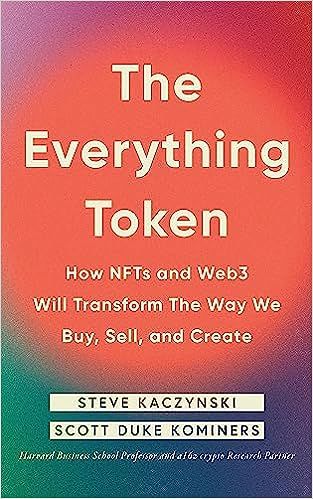 The
Everything
Token
How NFTs and Web3
Will Transform The Way We
Buy, Sell, and Create
STEVE KACZYNSKI
SCOTT DUKE KOMINERS
Harvard Business School Professor and a16z crypto Research Partner